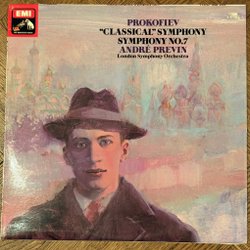 EMI
PROKOFIEV
"CLASSICAL" SYMPHONY
SYMPHONY NO.7
ANDRÉ PREVIN
London Symphony Orchestra